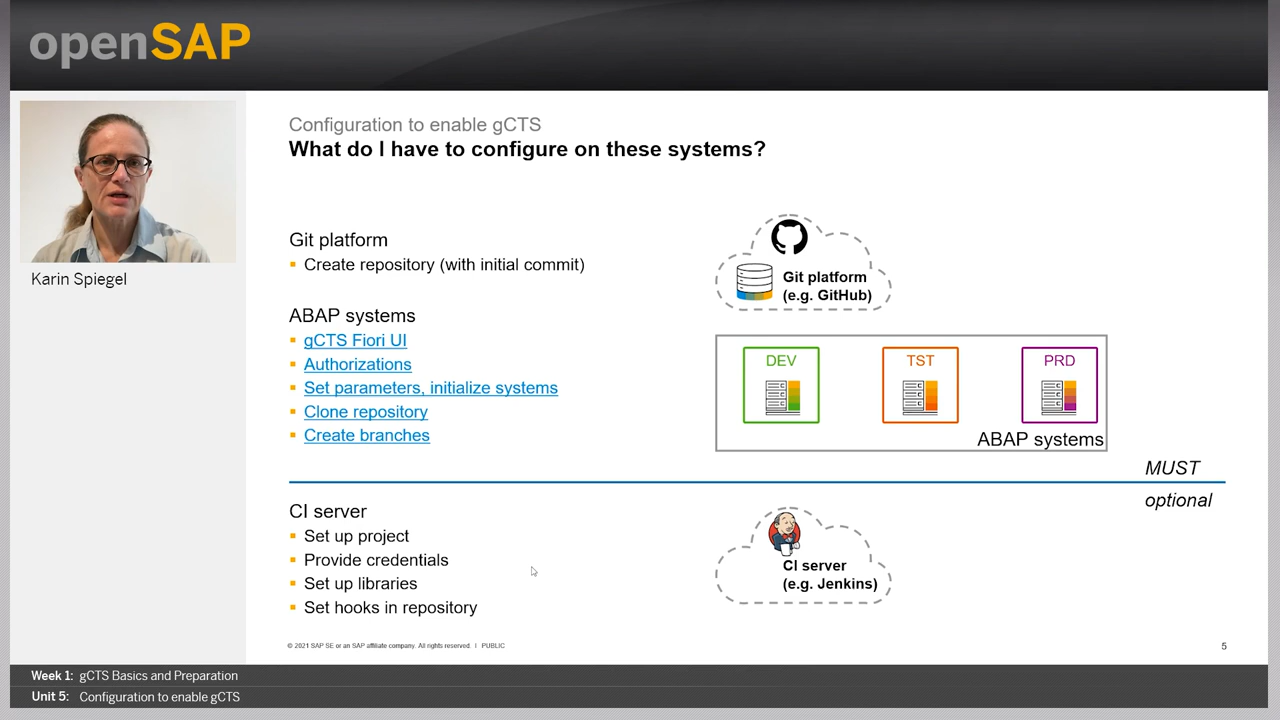 openSAP
Karin Spiegel
Configuration to enable gCTS
What do I have to configure on these systems?
Git platform
Create repository (with initial commit)
ABAP systems
gCTS Fiori UI
Authorizations
Set parameters, initialize systems
Clone repository
Create branches
Git platform
(e.g. GitHub)
DEV
TST
PRD
ABAP systems
MUST
optional
CI server
Set up project
Provide credentials
Set up libraries
Set hooks in repository
CI server
(e.g. Jenkins)
© 2021 SAP SE or an SAP affiliate company. All rights reserved. | PUBLIC
5
Week 1: gCTS Basics and Preparation
Unit 5: Configuration to enable gCTS